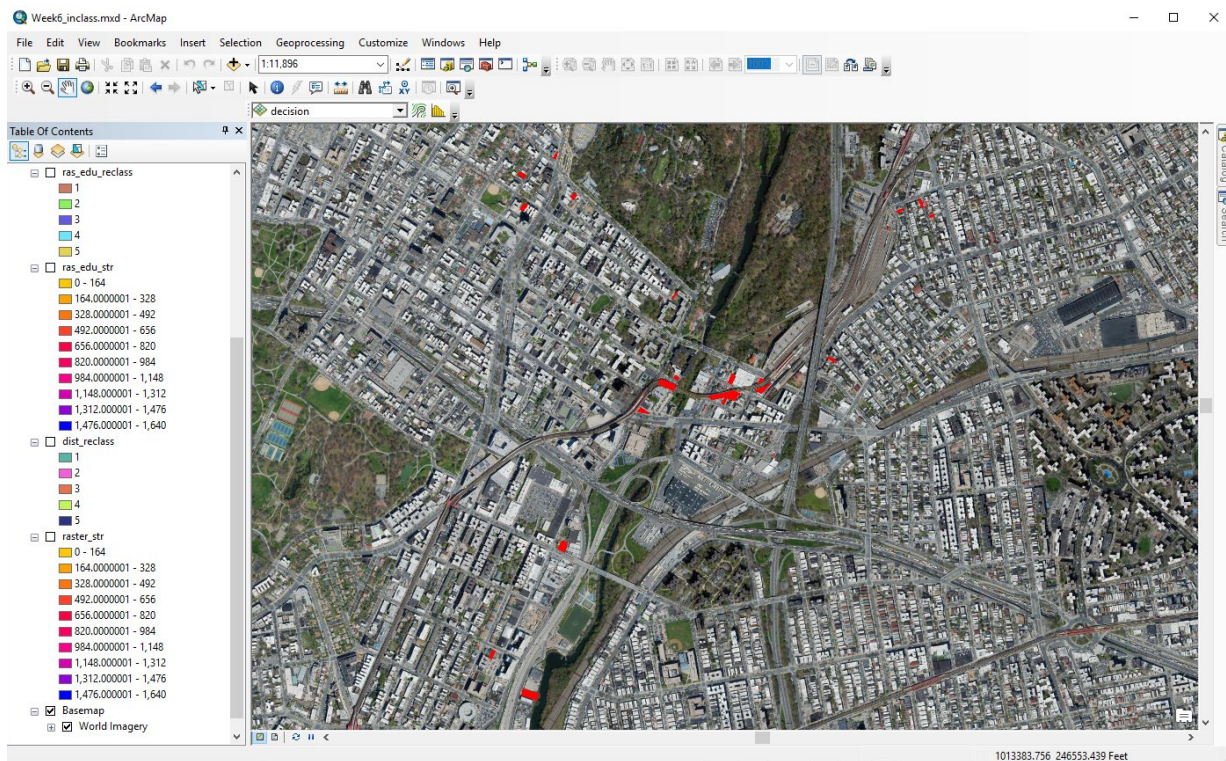 Week6_inclass.mxd - ArcMap
File Edit View Bookmarks Insert Selection Geoprocessing Customize Windows Help
1:11,896
decision
Table Of Contents
ras_edu_reclass
1
2
3
4
5
ras_edu_str
0 - 164
164.0000001 - 328
328.0000001 - 492
492.0000001 - 656
656.0000001 - 820
820.0000001 - 984
984.0000001 - 1,148
1,148.000001 - 1,312
1,312.000001 - 1,476
1,476.000001 - 1,640
dist_reclass
1
2
3
4
5
raster_str
0 - 164
164.0000001 - 328
328.0000001 - 492
492.0000001 - 656
656.0000001 - 820
820.0000001 - 984
984.0000001 - 1,148
1,148.000001 - 1,312
1,312.000001 - 1,476
1,476.000001 - 1,640
Basemap
World Imagery
Catalog
Search
1013383.756 246553.439 Feet